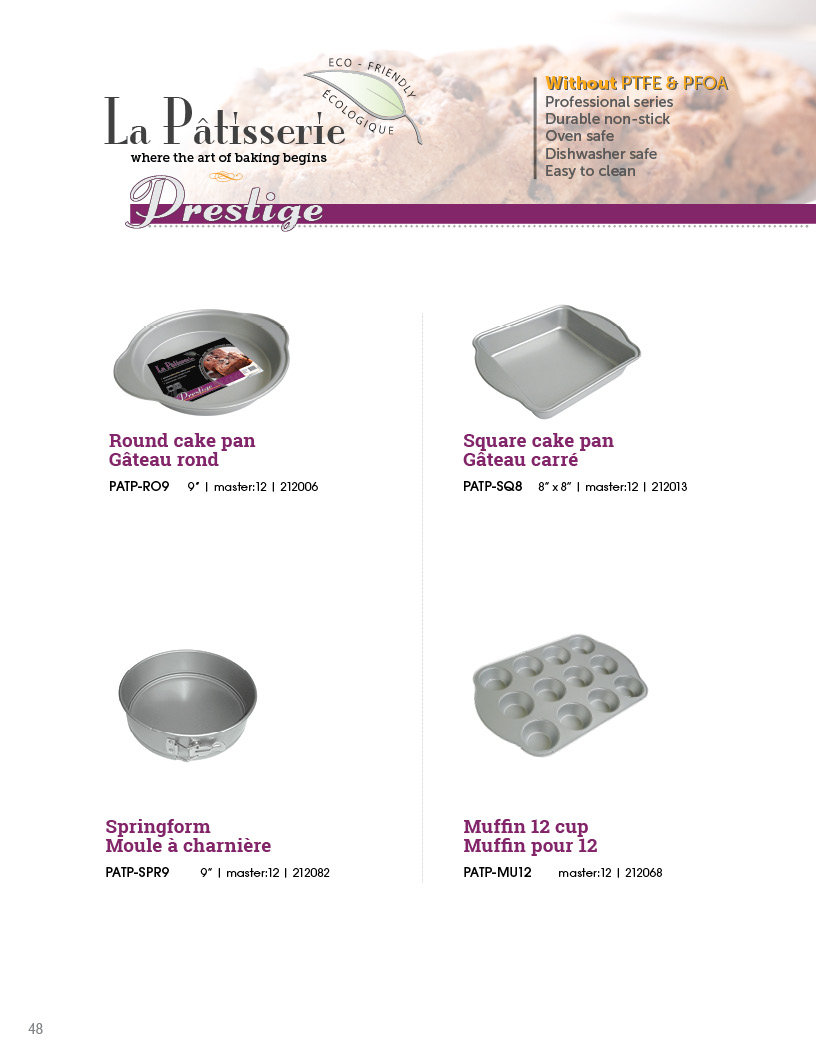 ECO - FRIENDLY
ÉCOLOGIQUE
La Pâtisserie
where the art of baking begins
Prestige
Without PTFE & PFOA
Professional series
Durable non-stick
Oven safe
Dishwasher safe
Easy to clean
La Pâtisserie
Prestige
Round cake pan
Gâteau rond
PATP-RO9 9” | master:12 | 212006
Square cake pan
Gâteau carré
PATP-SQ8 8” x 8” | master:12 | 212013
Springform
Moule à charnière
PATP-SPR9 9” | master:12 | 212082
Muffin 12 cup
Muffin pour 12
PATP-MU12 master:12 | 212068
48